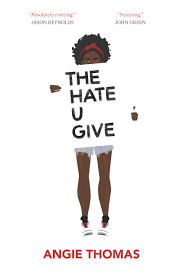 "Absolutely riveting!"
JASON REYNOLDS
"Stunning."
JOHN GREEN
THE
HATE
U
GIVE
ANGIE THOMAS